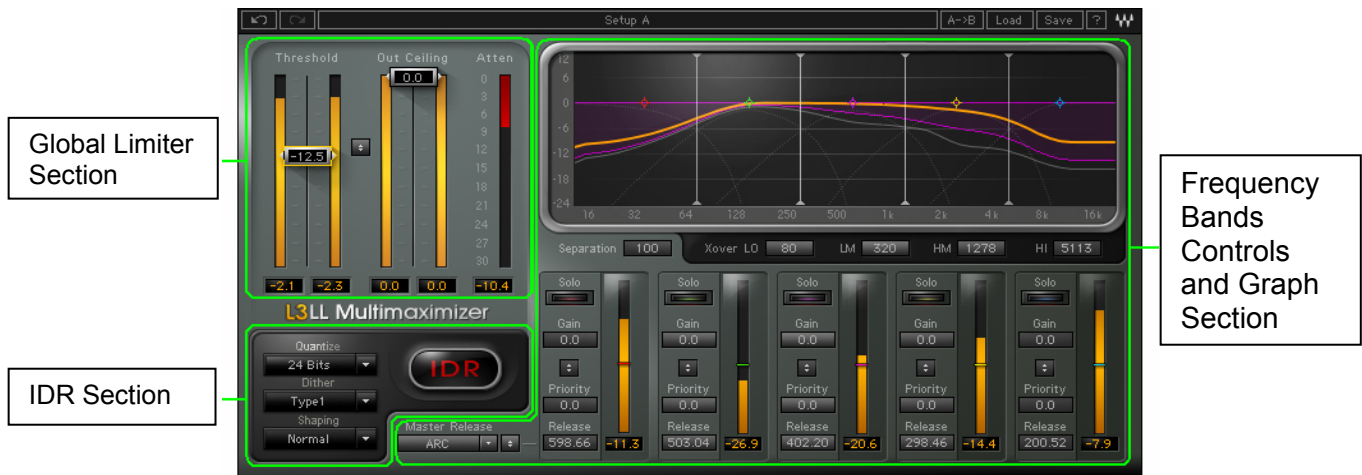 Setup A
A->B
Load
Save
?
Global Limiter
Section
IDR Section
Frequency
Bands
Controls
and Graph
Section
Threshold
Out Ceiling
Atten
-12.5
0.0
0
3
6
9
12
15
18
21
24
27
30
-2.1
-2.3
0.0
0.0
-10.4
L3LL Multimaximizer
Quantize
24 Bits
Dither
Type1
Shaping
Normal
IDR
Master Release
ARC
12
6
0
-6
-12
-18
-24
16 32 64 128 250 500 1k 2k 4k 8k 16k
Separation 100 Xover LO 80 LM 320 HM 1278 HI 5113
Solo Solo Solo Solo Solo
Gain Gain Gain Gain Gain
0.0 0.0 0.0 0.0 0.0
Priority Priority Priority Priority Priority
0.0 0.0 0.0 0.0 0.0
Release Release Release Release Release
598.66 -11.3 503.04 -26.9 402.20 -20.6 298.46 -14.4 200.52 -7.9